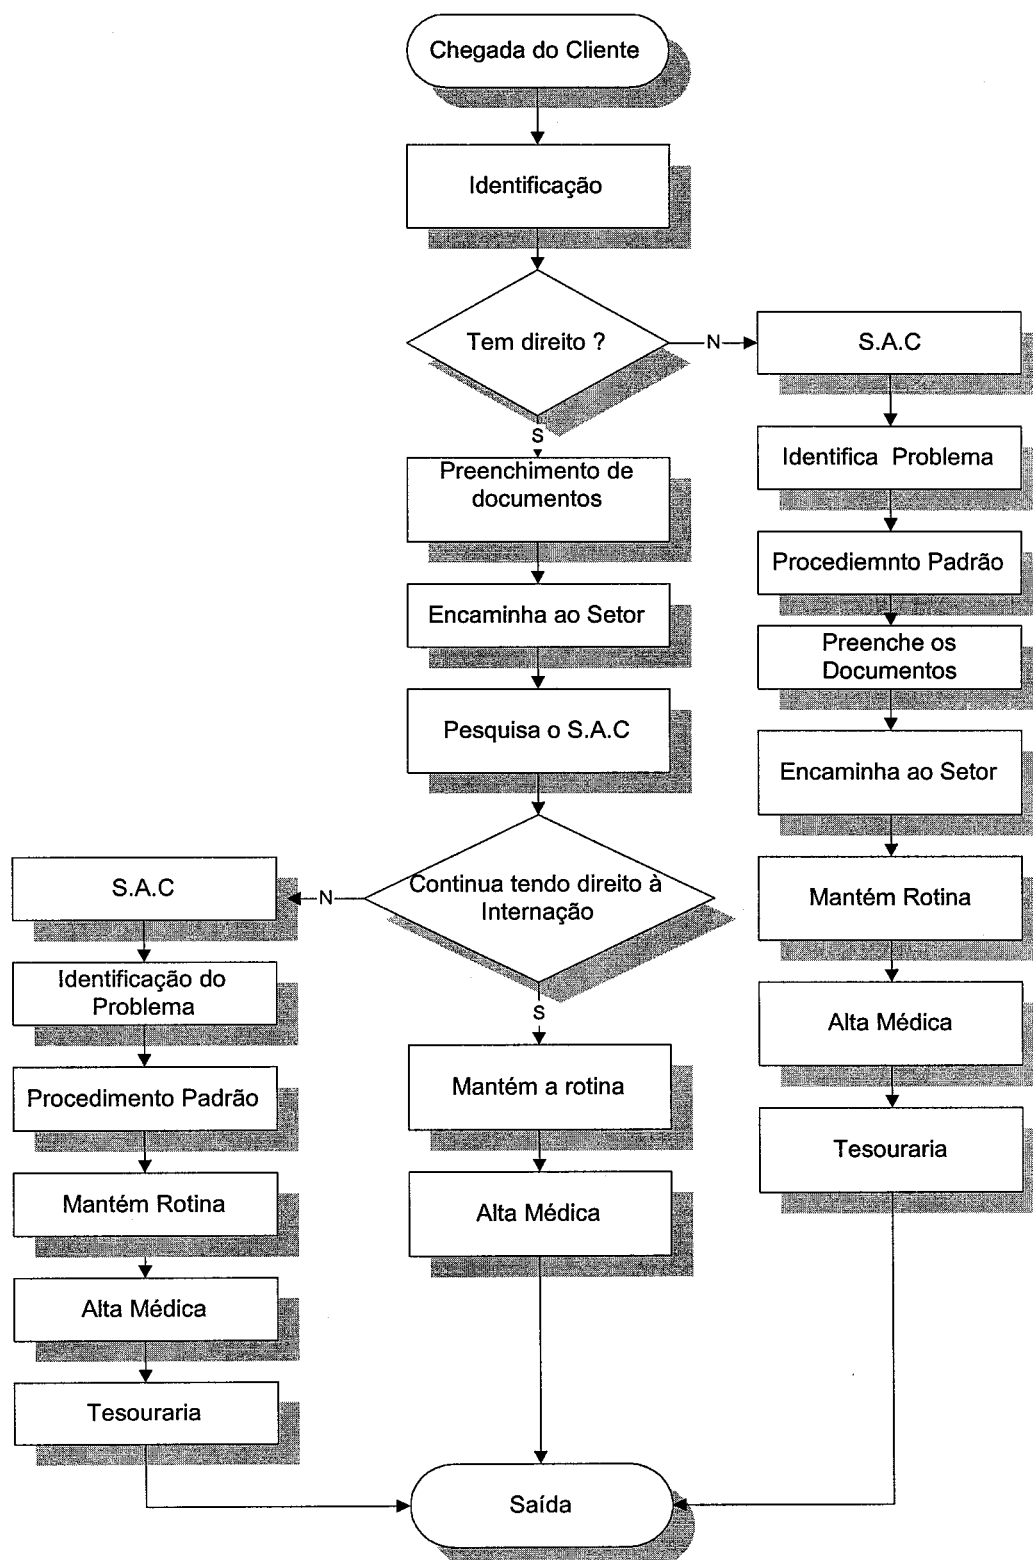 Chegada do Cliente
Identificação
Tem direito ?
N
S.A.C
S
Preenchimento de
documentos
Encaminha ao Setor
Pesquisa o S.A.C
Continua tendo direito à
Internação
S
Mantém a rotina
Alta Médica
Identifica Problema
Procediemnto Padrão
Preenche os
Documentos
Encaminha ao Setor
Mantém Rotina
Alta Médica
Tesouraria
N
S.A.C
Identificação do
Problema
Procedimento Padrão
Mantém Rotina
Alta Médica
Tesouraria
Saída